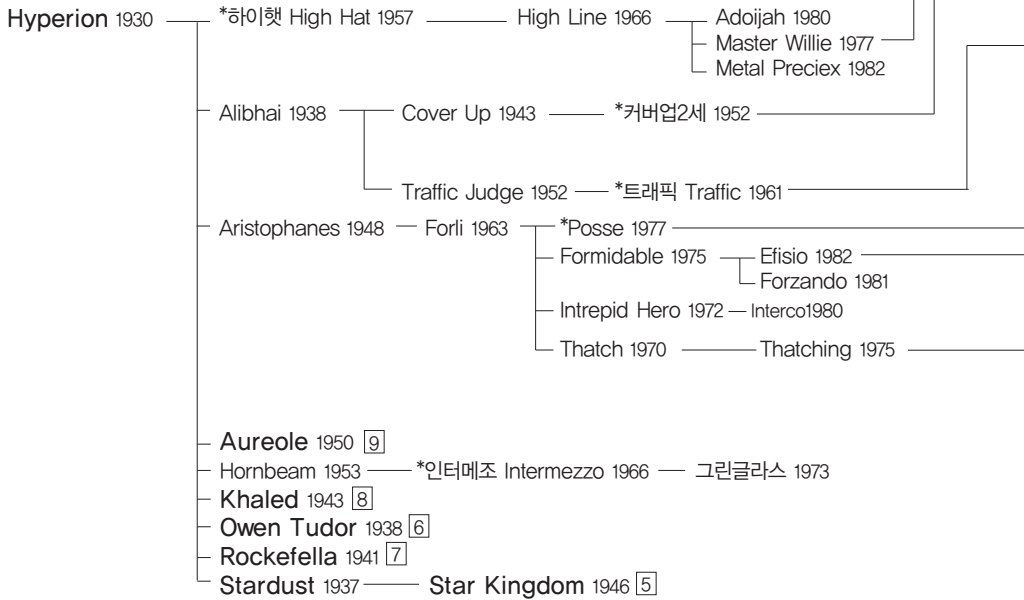 Hyperion 1930 *하이햇 High Hat 1957 High Line 1966 Adoijah 1980
Master Willie 1977
Metal Preciex 1982
Alibhai 1938 Cover Up 1943 *커버업2세 1952
Traffic Judge 1952 *트래픽 Traffic 1961
Aristophanes 1948 Forli 1963 *Posse 1977
Formidable 1975 Efisio 1982
Forzando 1981
Intrepid Hero 1972 Interco1980
Thatch 1970 Thatching 1975
Aureole 1950 9
Hornbeam 1953 *인터메조 Intermezzo 1966 그린글라스 1973
Khaled 1943 8
Owen Tudor 1938 6
Rockefella 1941 7
Stardust 1937 Star Kingdom 1946 5